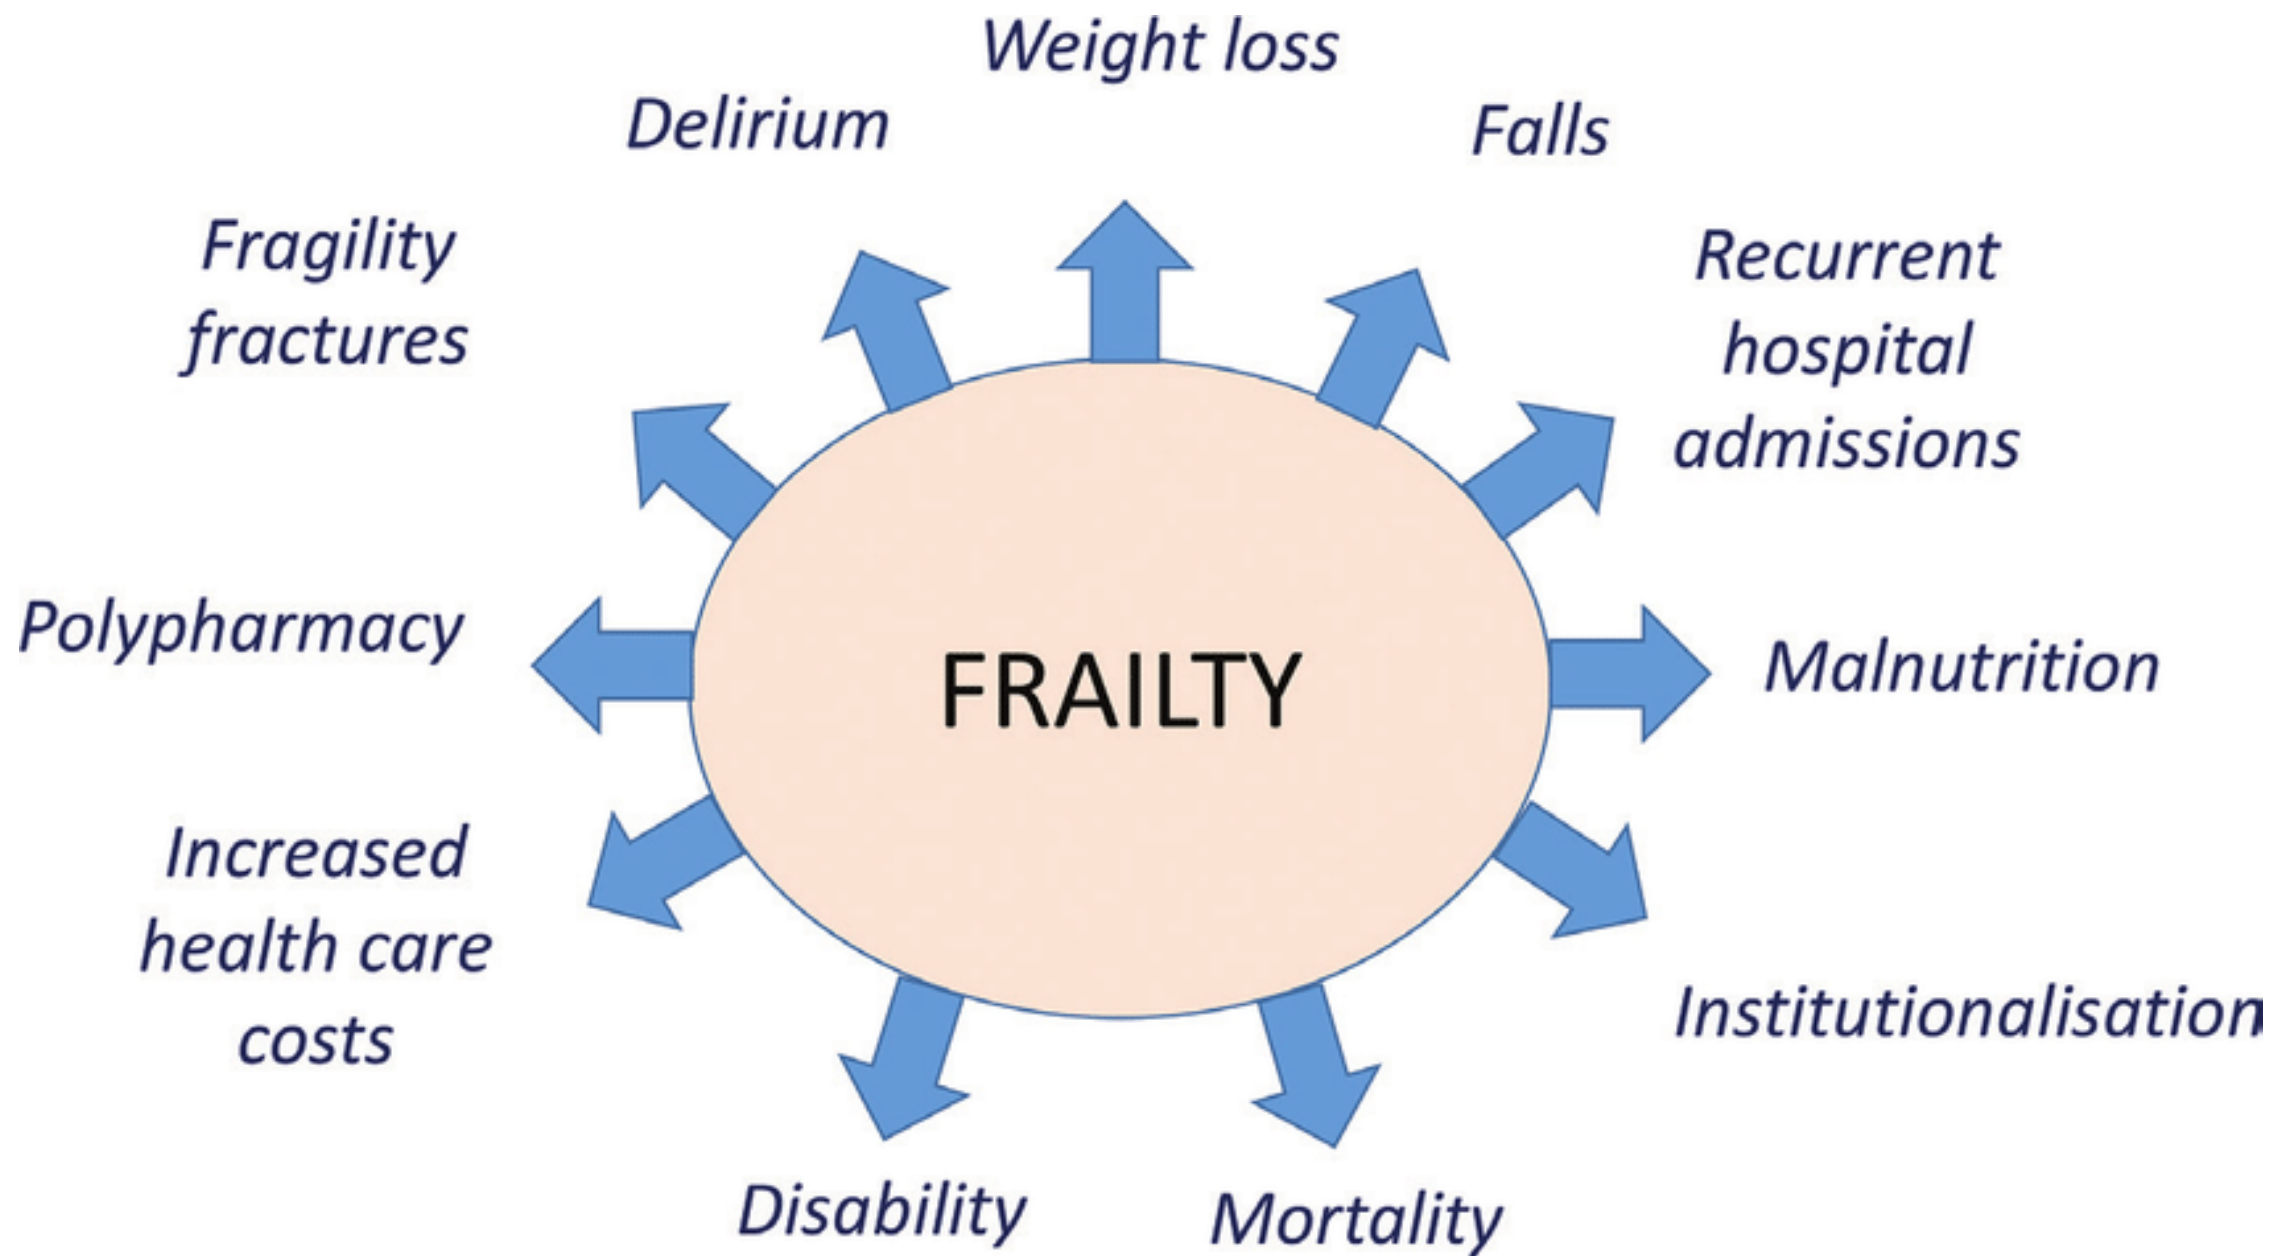 Weight loss
Delirium
Falls
Fragility
fractures
Recurrent
hospital
admissions
Polypharmacy
FRAILTY
Malnutrition
Increased
health care
costs
Institutionalisation
Disability
Mortality